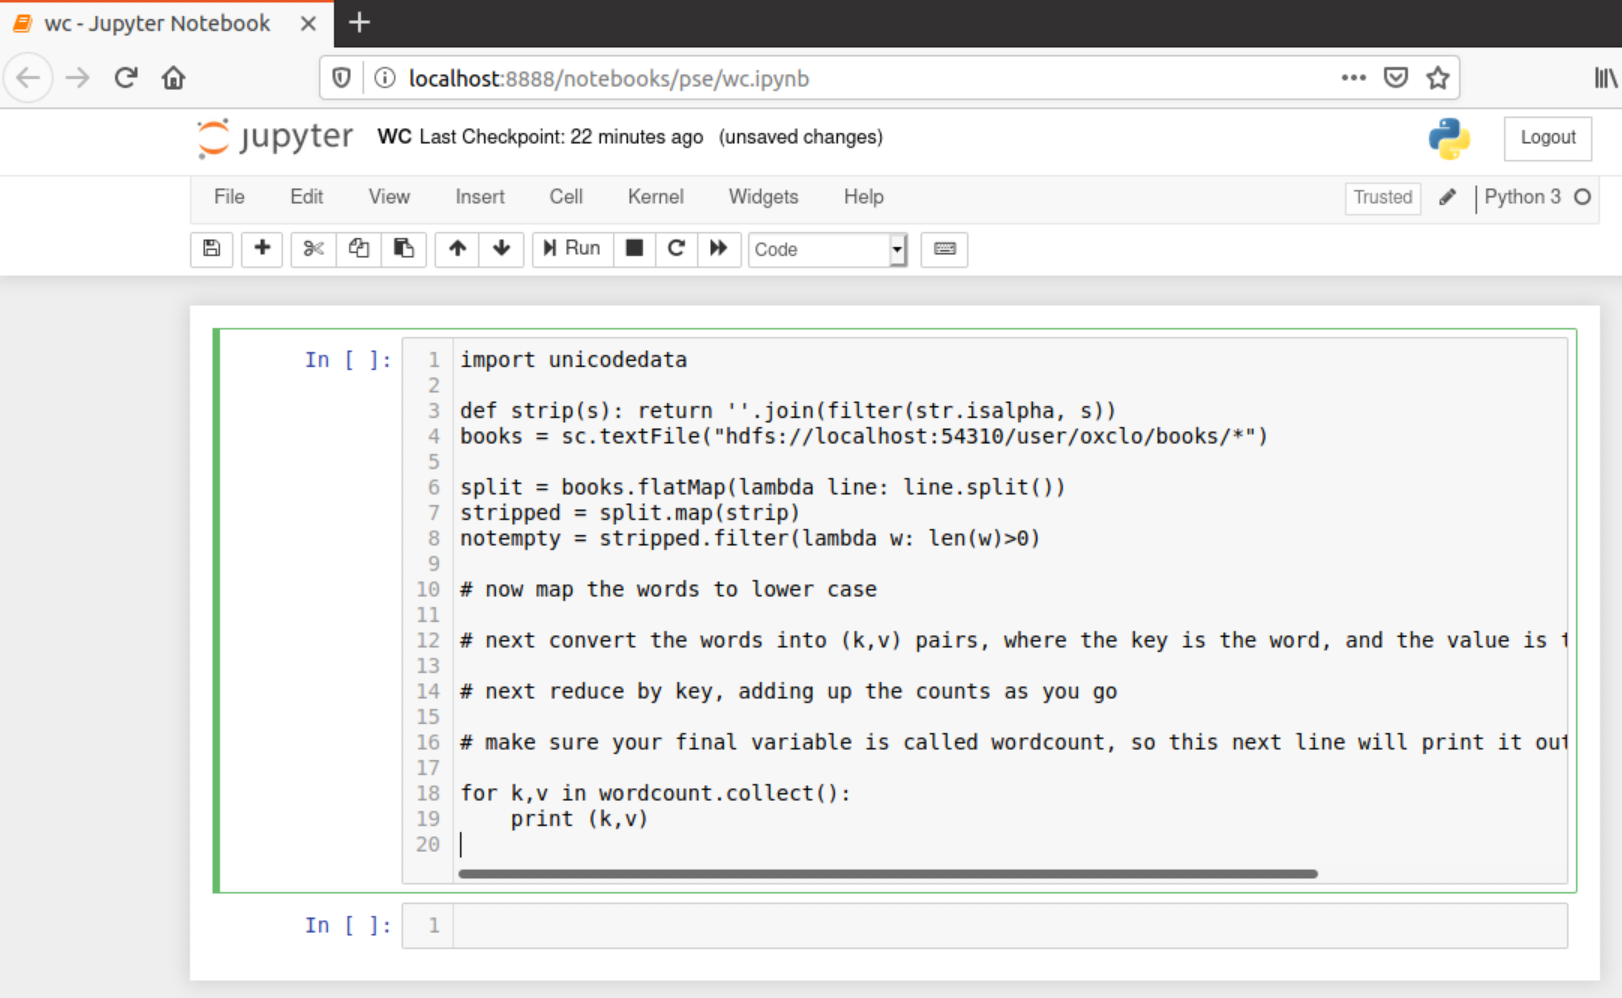 wc - Jupyter Notebook
localhost:8888/notebooks/pse/wc.ipynb
jupyter WC Last Checkpoint: 22 minutes ago (unsaved changes) Logout
File Edit View Insert Cell Kernel Widgets Help Trusted Python 3
Run Code
In [ ]:
1 import unicodedata
2
3 def strip(s): return ''.join(filter(str.isalpha, s))
4 books = sc.textFile("hdfs://localhost:54310/user/oxclo/books/*")
5
6 split = books.flatMap(lambda line: line.split())
7 stripped = split.map(strip)
8 notempty = stripped.filter(lambda w: len(w)>0)
9
10 # now map the words to lower case
11
12 # next convert the words into (k,v) pairs, where the key is the word, and the value is
13
14 # next reduce by key, adding up the counts as you go
15
16 # make sure your final variable is called wordcount, so this next line will print it out
17
18 for k,v in wordcount.collect():
19     print (k,v)
20
In [ ]:
1